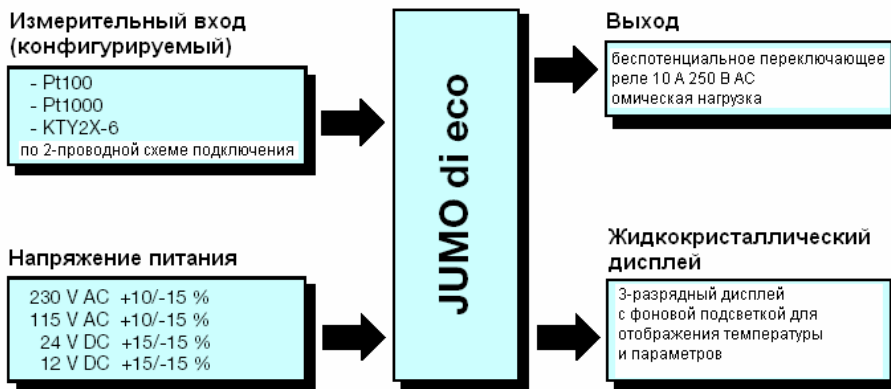 Измерительный вход
(конфигурируемый)
- Pt100
- Pt1000
- KTY2X-6
по 2-проводной схеме подключения
Напряжение питания
230 V AC +10/-15 %
115 V AC +10/-15 %
24 V DC +15/-15 %
12 V DC +15/-15 %
JUMO di eco
Выход
беспотенциальное переключающее
реле 10 А 250 В АС
омическая нагрузка
Жидкокристаллический
дисплей
3-разрядный дисплей
с фоновой подсветкой для
отображения температуры
и параметров